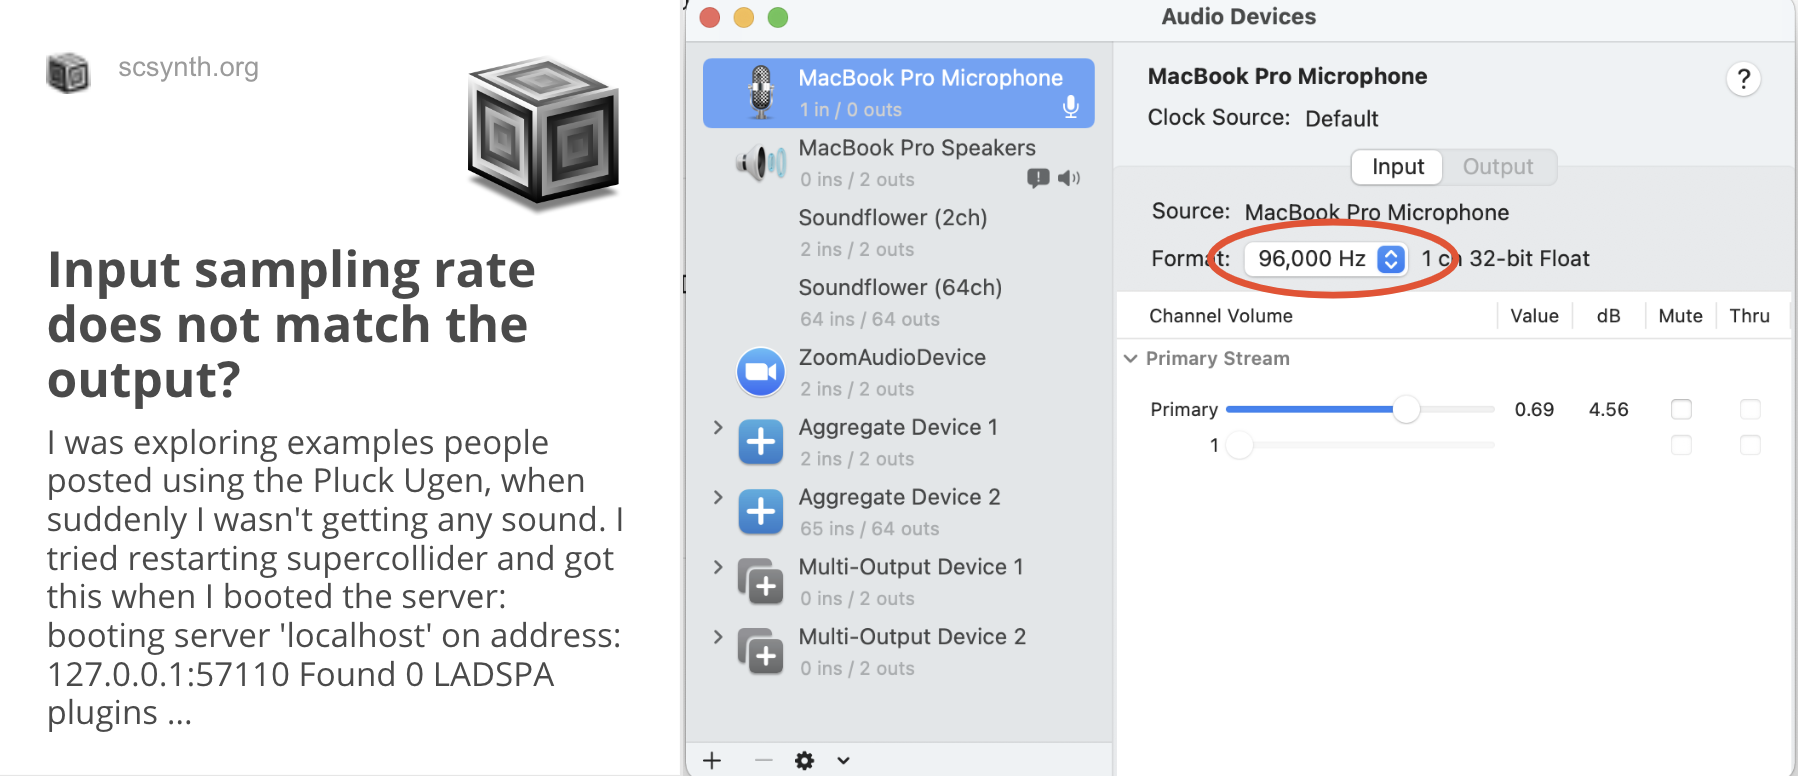 scsynth.org
Input sampling rate
does not match the
output?
I was exploring examples people
posted using the Pluck Ugen, when
suddenly I wasn't getting any sound. I
tried restarting supercollider and got
this when I booted the server:
booting server 'localhost' on address:
127.0.0.1:57110 Found 0 LADSPA
plugins ...
Audio Devices
MacBook Pro Microphone
1 in / 0 outs
MacBook Pro Speakers
0 ins / 2 outs
Soundflower (2ch)
2 ins / 2 outs
Soundflower (64ch)
64 ins / 64 outs
ZoomAudioDevice
2 ins / 2 outs
Aggregate Device 1
2 ins / 2 outs
Aggregate Device 2
65 ins / 64 outs
Multi-Output Device 1
0 ins / 2 outs
Multi-Output Device 2
0 ins / 2 outs
MacBook Pro Microphone
?
Clock Source: Default
Input Output
Source: MacBook Pro Microphone
Format: 96,000 Hz 1 ch 32-bit Float
Channel Volume Value dB Mute Thru
Primary Stream
Primary 0.69 4.56
1